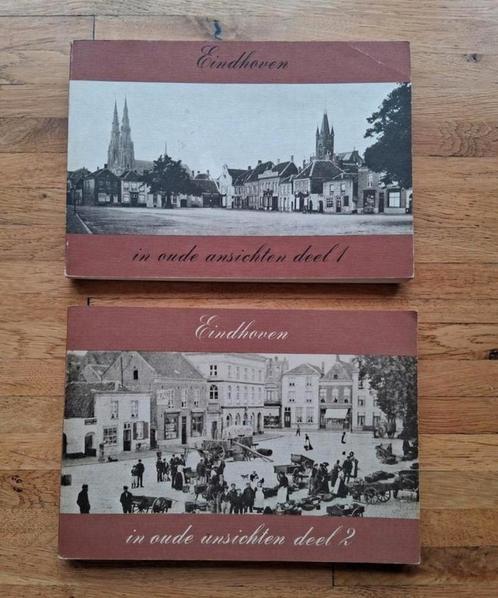 Eindhoven
in oude ansichten deel 1
Eindhoven
in oude ansichten deel 2